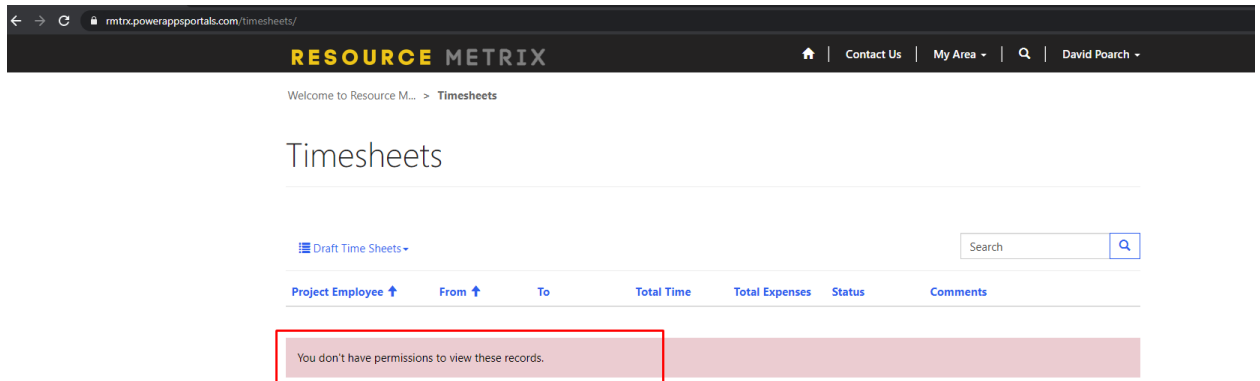 rmtrx.powerappsportals.com/timesheets/
RESOURCE METRIX
Contact Us | My Area | David Poarch
Welcome to Resource M... > Timesheets
Timesheets
Draft Time Sheets
Search
Project Employee From To Total Time Total Expenses Status Comments
You don't have permissions to view these records.